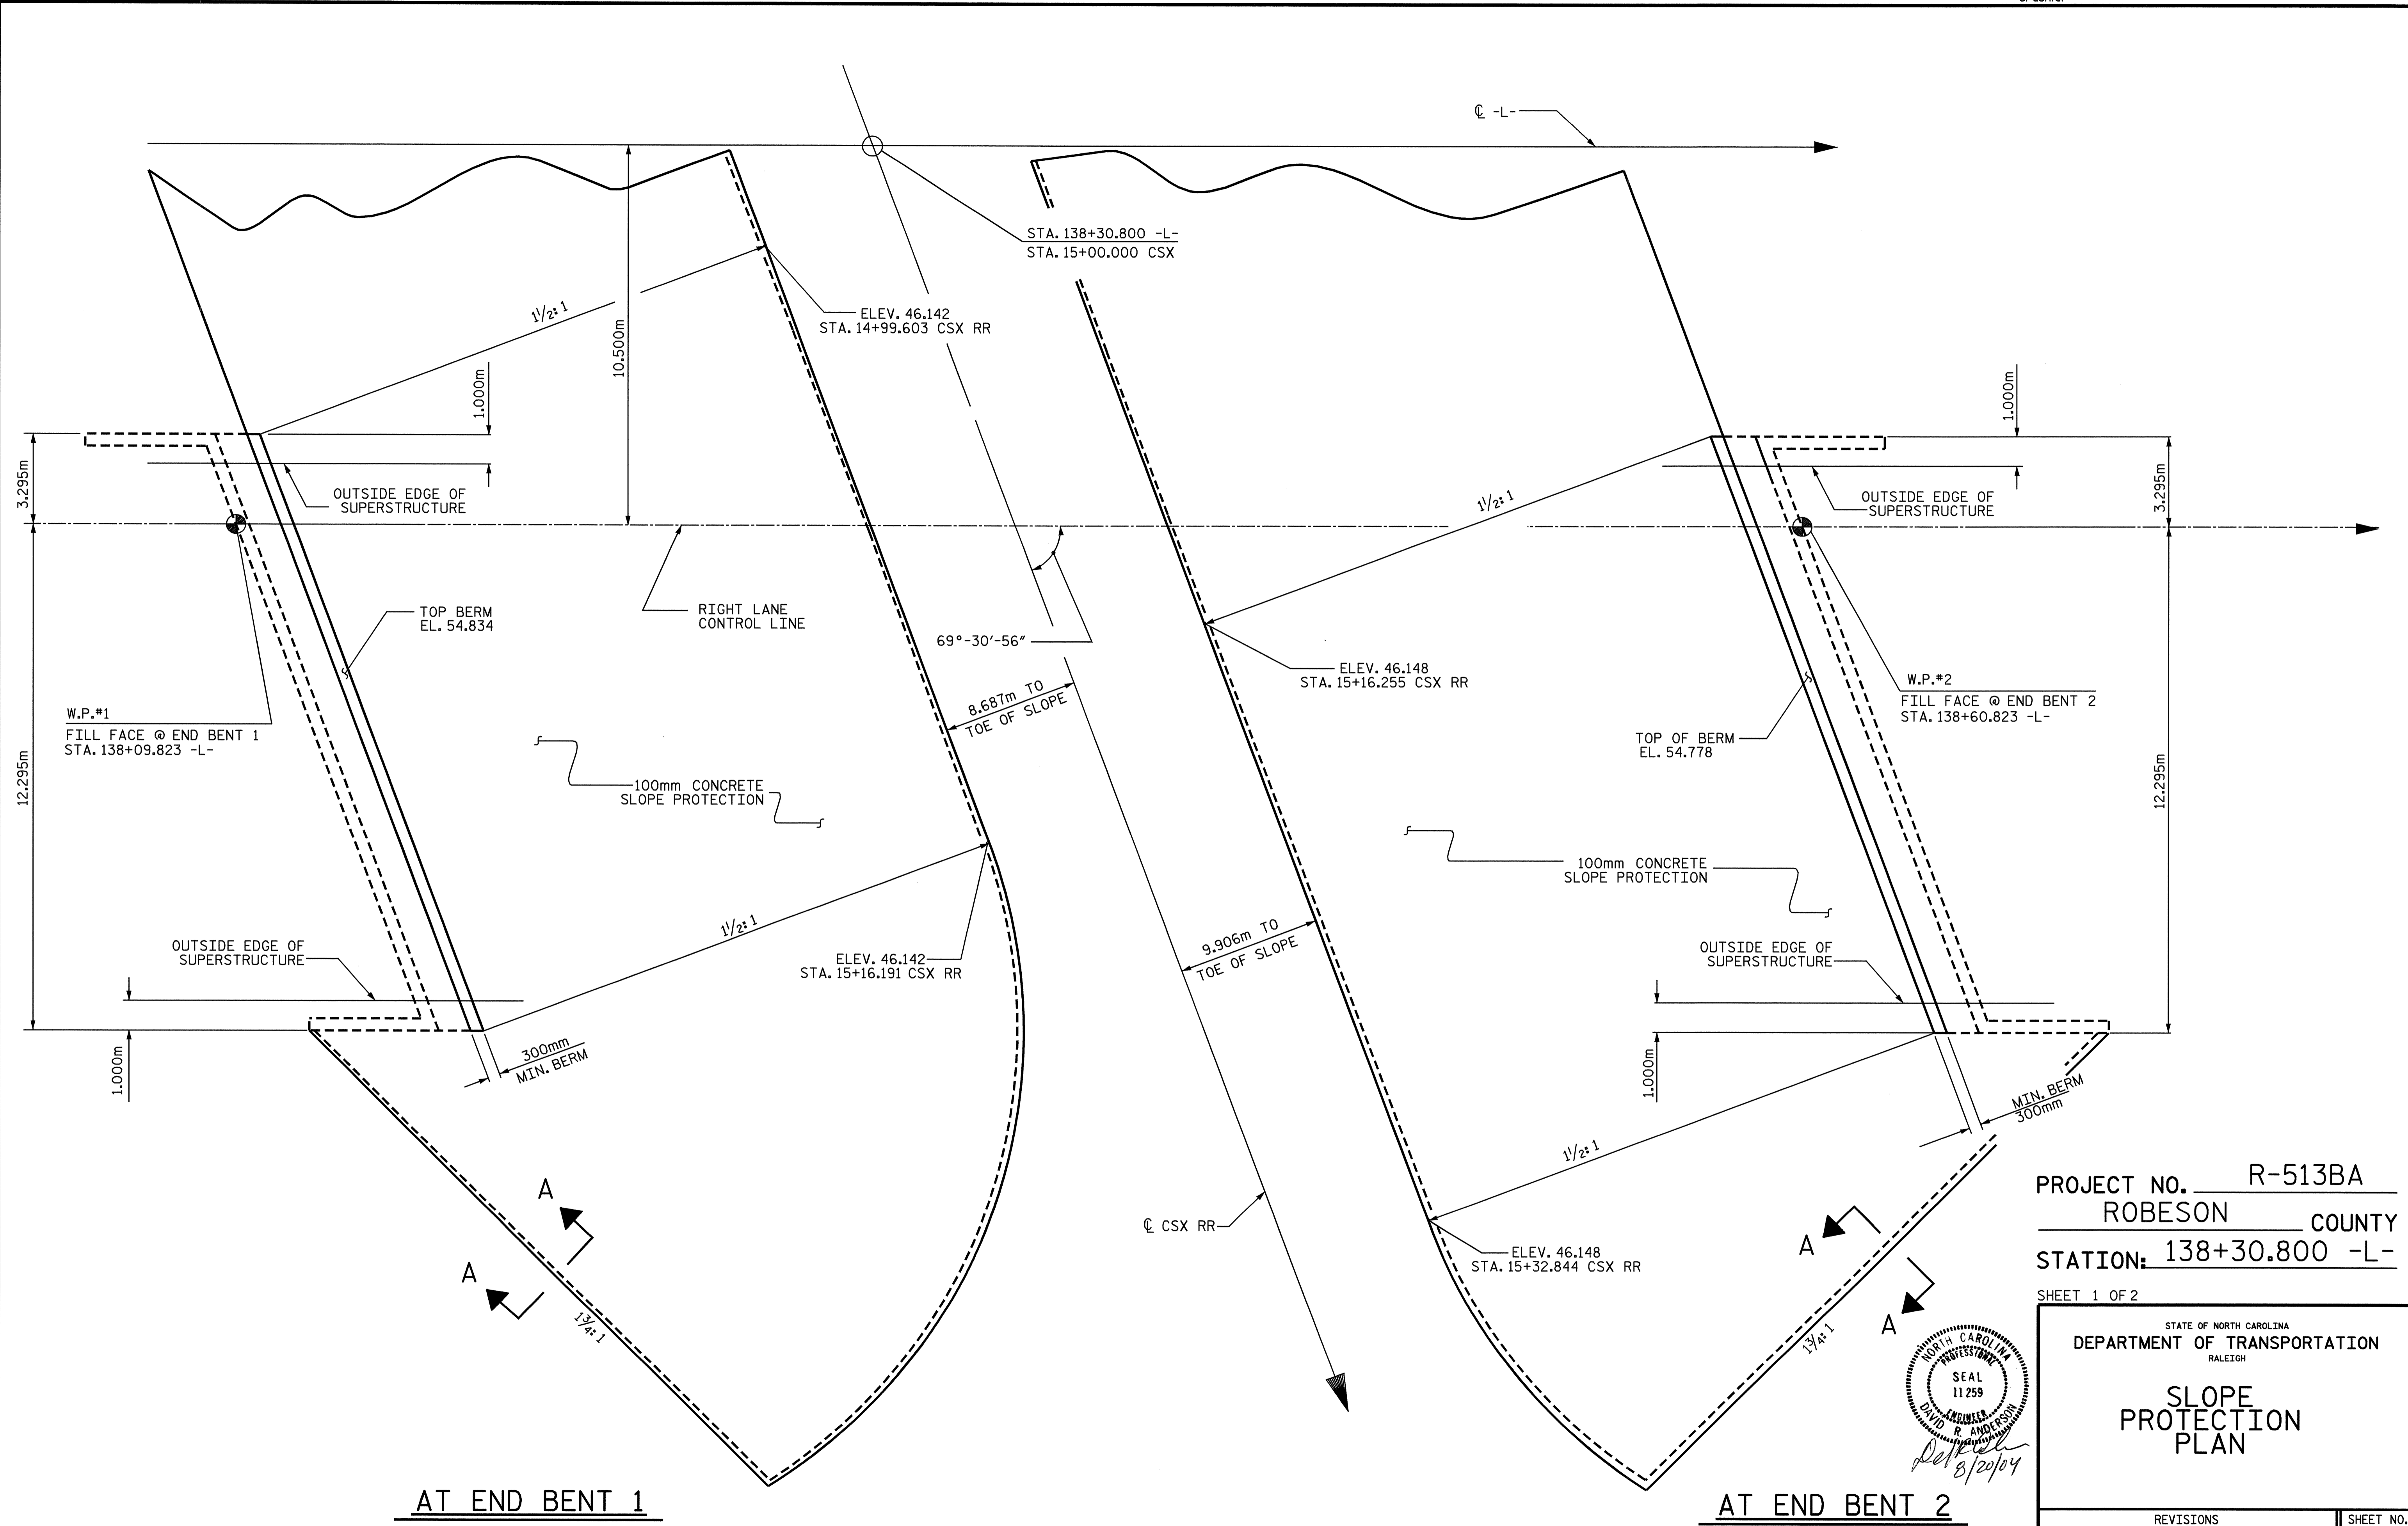 ℄ -L-
STA. 138+30.800 -L-
STA. 15+00.000 CSX
1½:1
ELEV. 46.142
STA. 14+99.603 CSX RR
10.500m
1.000m
1.000m
3.295m
OUTSIDE EDGE OF
SUPERSTRUCTURE
1½:1
OUTSIDE EDGE OF
SUPERSTRUCTURE
3.295m
TOP BERM
EL. 54.834
RIGHT LANE
CONTROL LINE
69°-30'-56"
ELEV. 46.148
STA. 15+16.255 CSX RR
W.P.#1
FILL FACE @ END BENT 1
STA. 138+09.823 -L-
8.687m TO
TOE OF SLOPE
W.P.#2
FILL FACE @ END BENT 2
STA. 138+60.823 -L-
TOP OF BERM
EL. 54.778
12.295m
100mm CONCRETE
SLOPE PROTECTION
12.295m
100mm CONCRETE
SLOPE PROTECTION
1½:1
OUTSIDE EDGE OF
SUPERSTRUCTURE
ELEV. 46.142
STA. 15+16.191 CSX RR
9.906m TO
TOE OF SLOPE
OUTSIDE EDGE OF
SUPERSTRUCTURE
1.000m
300mm
MIN. BERM
1.000m
MIN. BERM
300mm
1½:1
A
A
1¾:1
℄ CSX RR
ELEV. 46.148
STA. 15+32.844 CSX RR
A
A
1¾:1
AT END BENT 1
AT END BENT 2
PROJECT NO. R-513BA
ROBESON COUNTY
STATION: 138+30.800 -L-
SHEET 1 OF 2
NORTH CAROLINA
PROFESSIONAL
SEAL
11259
ENGINEER
DAVID R. ANDERSON
8/20/04
STATE OF NORTH CAROLINA
DEPARTMENT OF TRANSPORTATION
RALEIGH
SLOPE
PROTECTION
PLAN
REVISIONS
SHEET NO.